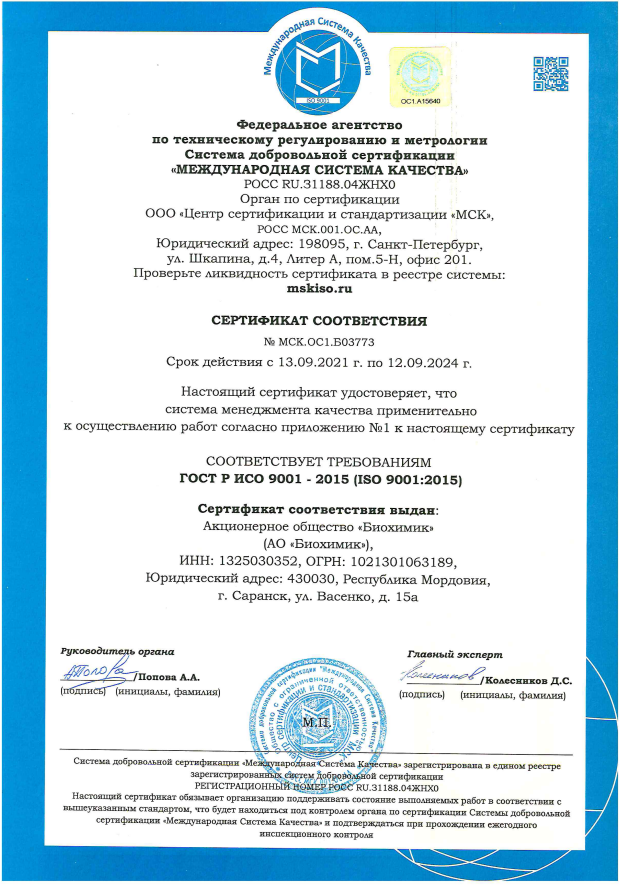 Международная Система Качества
ISO 9001
ОС1.А15640
Федеральное агентство
по техническому регулированию и метрологии
Система добровольной сертификации
«МЕЖДУНАРОДНАЯ СИСТЕМА КАЧЕСТВА»
РОСС RU.31188.04ЖНХ0
Орган по сертификации
ООО «Центр сертификации и стандартизации «МСК»,
РОСС МСК.001.ОС.АА,
Юридический адрес: 198095, г. Санкт-Петербург,
ул. Шкапина, д.4, Литер А, пом.5-Н, офис 201.
Проверьте ликвидность сертификата в реестре системы:
mskiso.ru
СЕРТИФИКАТ СООТВЕТСТВИЯ
№ МСК.ОС1.Б03773
Срок действия с 13.09.2021 г. по 12.09.2024 г.
Настоящий сертификат удостоверяет, что
система менеджмента качества применительно
к осуществлению работ согласно приложению №1 к настоящему сертификату
СООТВЕТСТВУЕТ ТРЕБОВАНИЯМ
ГОСТ Р ИСО 9001 - 2015 (ISO 9001:2015)
Сертификат соответствия выдан:
Акционерное общество «Биохимик»
(АО «Биохимик»),
ИНН: 1325030352, ОГРН: 1021301063189,
Юридический адрес: 430030, Республика Мордовия,
г. Саранск, ул. Васенко, д. 15а
Руководитель органа
Главный эксперт
/Попова А.А.
/Колесников Д.С.
(подпись) (инициалы, фамилия)
(подпись) (инициалы, фамилия)
М.П.
Система добровольной сертификации «Международная Система Качества» зарегистрирована в едином реестре
зарегистрированных систем добровольной сертификации
РЕГИСТРАЦИОННЫЙ НОМЕР РОСС RU.31188.04ЖНХ0
Настоящий сертификат обязывает организацию поддерживать состояние выполняемых работ в соответствии с
вышеуказанным стандартом, что будет находиться под контролем органа по сертификации Системы добровольной
сертификации «Международная Система Качества» и подтверждаться при прохождении ежегодного
инспекционного контроля